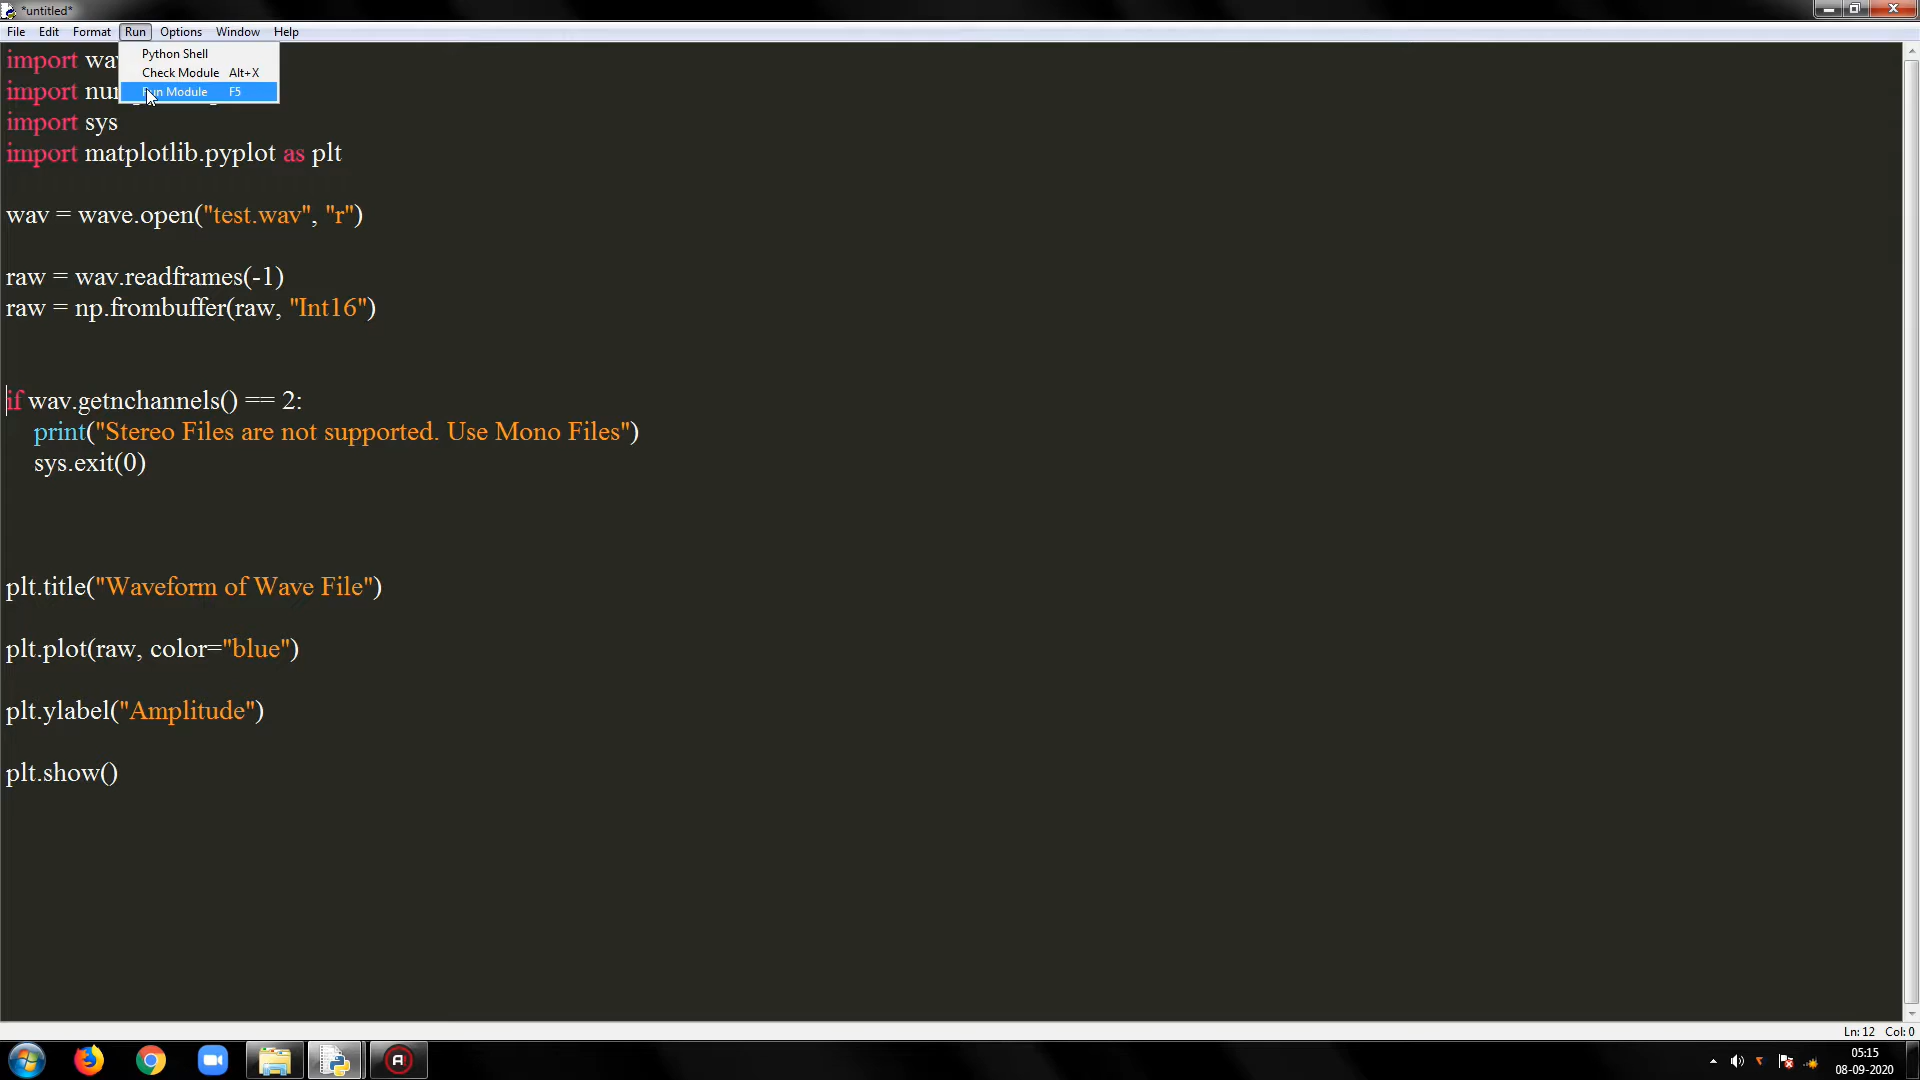 *untitled*
File Edit Format Run Options Window Help
Python Shell
Check Module Alt+X
Run Module F5
import
import
import sys
import matplotlib.pyplot as plt
wav = wave.open("test.wav", "r")
raw = wav.readframes(-1)
raw = np.frombuffer(raw, "Int16")
if wav.getnchannels() == 2:
print("Stereo Files are not supported. Use Mono Files")
sys.exit(0)
plt.title("Waveform of Wave File")
plt.plot(raw, color="blue")
plt.ylabel("Amplitude")
plt.show()
Ln: 12 Col: 0
05:15
08-09-2020